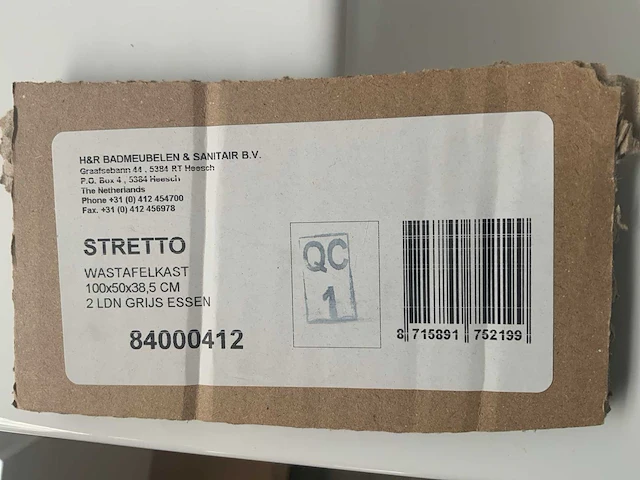 H&R BADMEUBELEN & SANITAIR B.V.
Graafsebann 44 , 5384 RT Heesch
P.O. Box 4 , 5384 Heesch
The Netherlands
Phone +31 (0) 412 454700
Fax. +31 (0) 412 456978
STRETTO
WASTAFELKAST
100x50x38,5 CM
2 LDN GRIJS ESSEN
84000412
QC
1
8 715891 752199